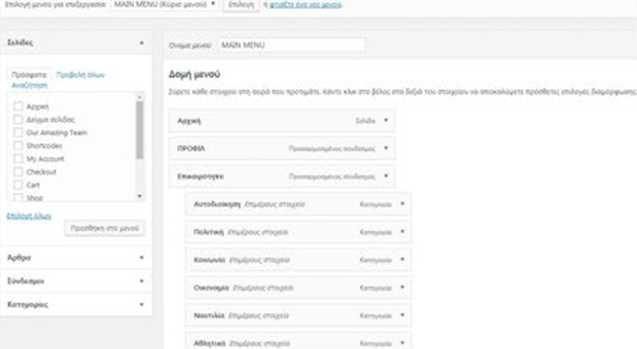 Επιλογή μενού για επεξεργασία: MAIN MENU (Κύριο μενού) Επιλογή ή φτιάξτε ένα νέο μενού.
Σελίδες
Όνομα μενού MAIN MENU
Δομή μενού
Πρόσφατα Προβολή όλων
Αναζήτηση
Σύρετε κάθε στοιχείο στη σειρά που προτιμάτε. Κάντε κλικ στο βέλος στα δεξιά του στοιχείου να αποκαλύψετε πρόσθετες επιλογές διαμόρφωσης.
Αρχική
Δείγμα σελίδας
Our Amazing Team
Shortcodes
My Account
Checkout
Cart
Shop
Επιλογή όλων
Προσθήκη στο μενού
Άρθρα
Σύνδεσμοι
Κατηγορίες
Αρχική Σελίδα
ΠΡΟΦΙΛ Προσαρμοσμένος σύνδεσμος
Επικαιρότητα Προσαρμοσμένος σύνδεσμος
Αυτοδιοίκηση Επιμέρους στοιχείο Κατηγορία
Πολιτική Επιμέρους στοιχείο Κατηγορία
Κοινωνία Επιμέρους στοιχείο Κατηγορία
Οικονομία Επιμέρους στοιχείο Κατηγορία
Ναυτιλία Επιμέρους στοιχείο Κατηγορία
Αθλητικά Επιμέρους στοιχείο Κατηγορία